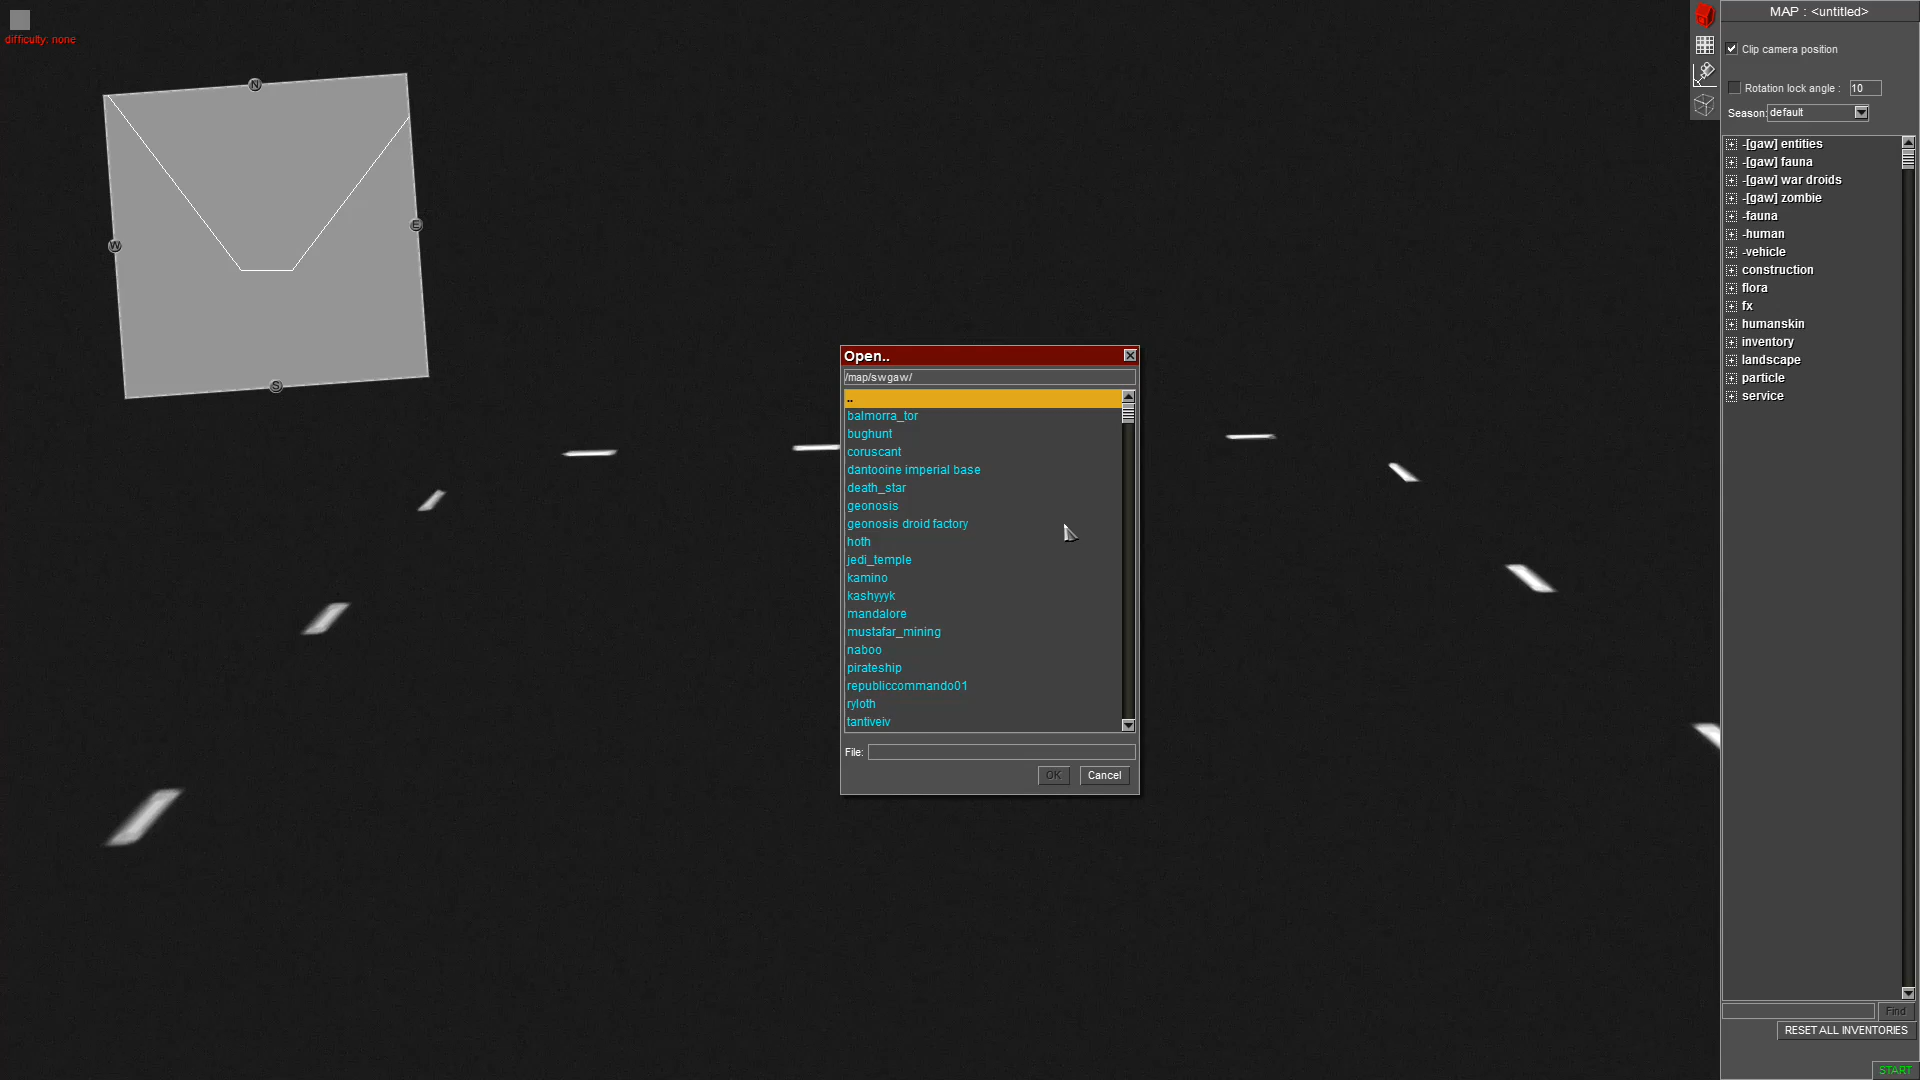 difficulty: none
N
W
E
S
Open..
/map/swgaw/
..
balmorra_tor
bughunt
coruscant
dantooine imperial base
death_star
geonosis
geonosis droid factory
hoth
jedi_temple
kamino
kashyyyk
mandalore
mustafar_mining
naboo
pirateship
republiccommando01
ryloth
tantiveiv
File:
OK
Cancel
MAP : <untitled>
Clip camera position
Rotation lock angle : 10
Season: default
-[gaw] entities
-[gaw] fauna
-[gaw] war droids
-[gaw] zombie
-fauna
-human
-vehicle
construction
flora
fx
humanskin
inventory
landscape
particle
service
Find
RESET ALL INVENTORIES
START